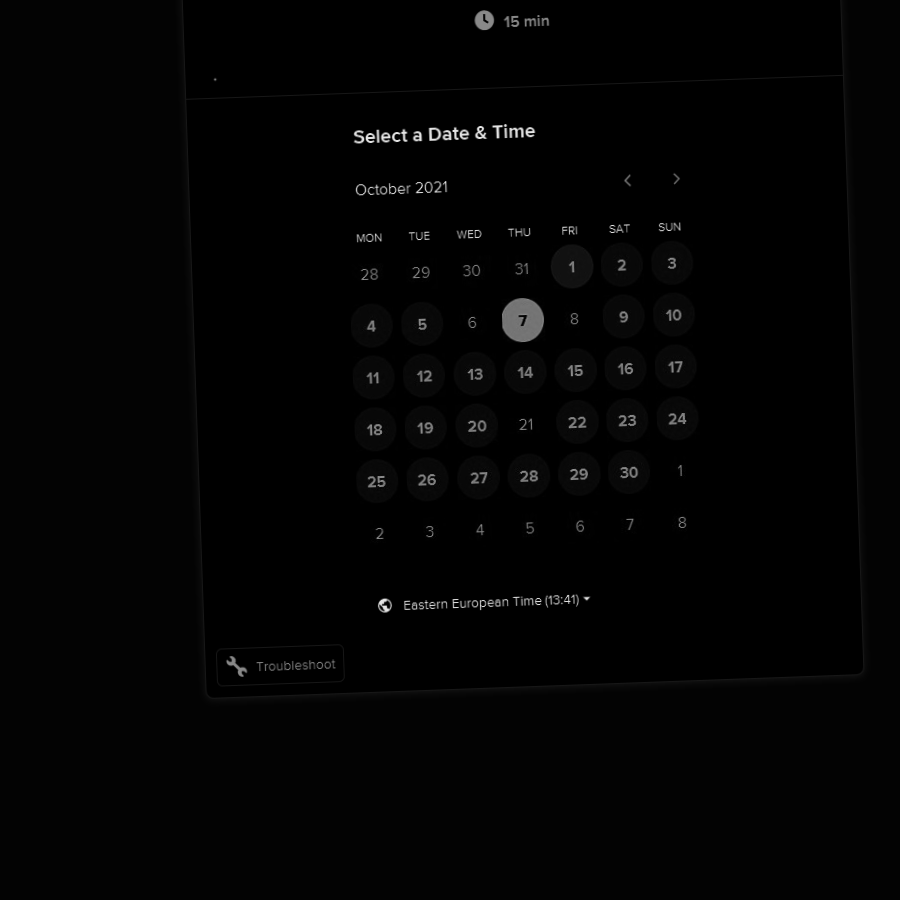 15 min
.
Select a Date & Time
October 2021
MON TUE WED THU FRI SAT SUN
28 29 30 31 1 2 3
4 5 6 7 8 9 10
11 12 13 14 15 16 17
18 19 20 21 22 23 24
25 26 27 28 29 30 1
2 3 4 5 6 7 8
Eastern European Time (13:41)
Troubleshoot